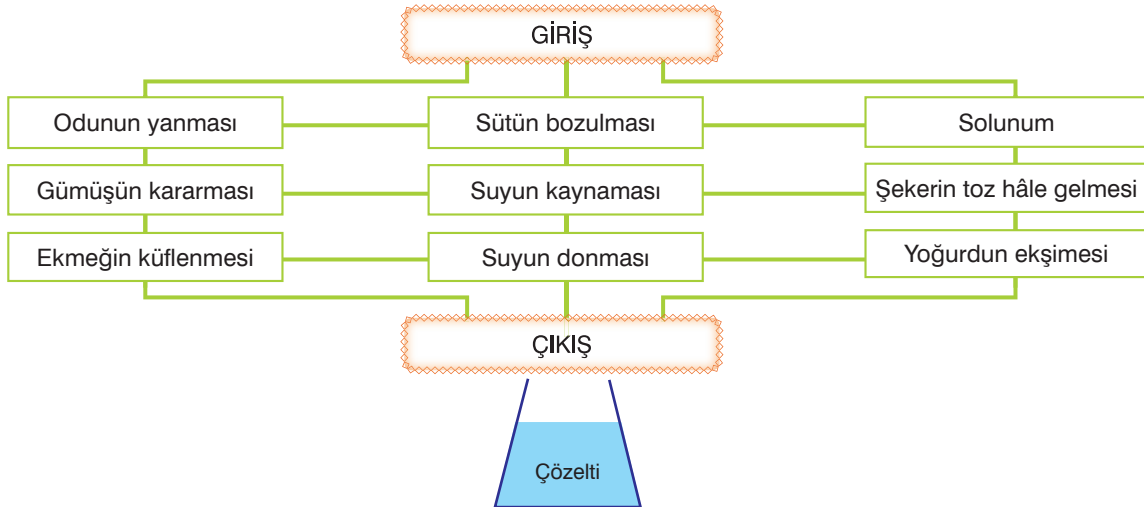 GİRİŞ
Odunun yanması
Sütün bozulması
Solunum
Gümüşün kararması
Suyun kaynaması
Şekerin toz hâle gelmesi
Ekmeğin küflenmesi
Suyun donması
Yoğurdun ekşimesi
ÇIKIŞ
Çözelti